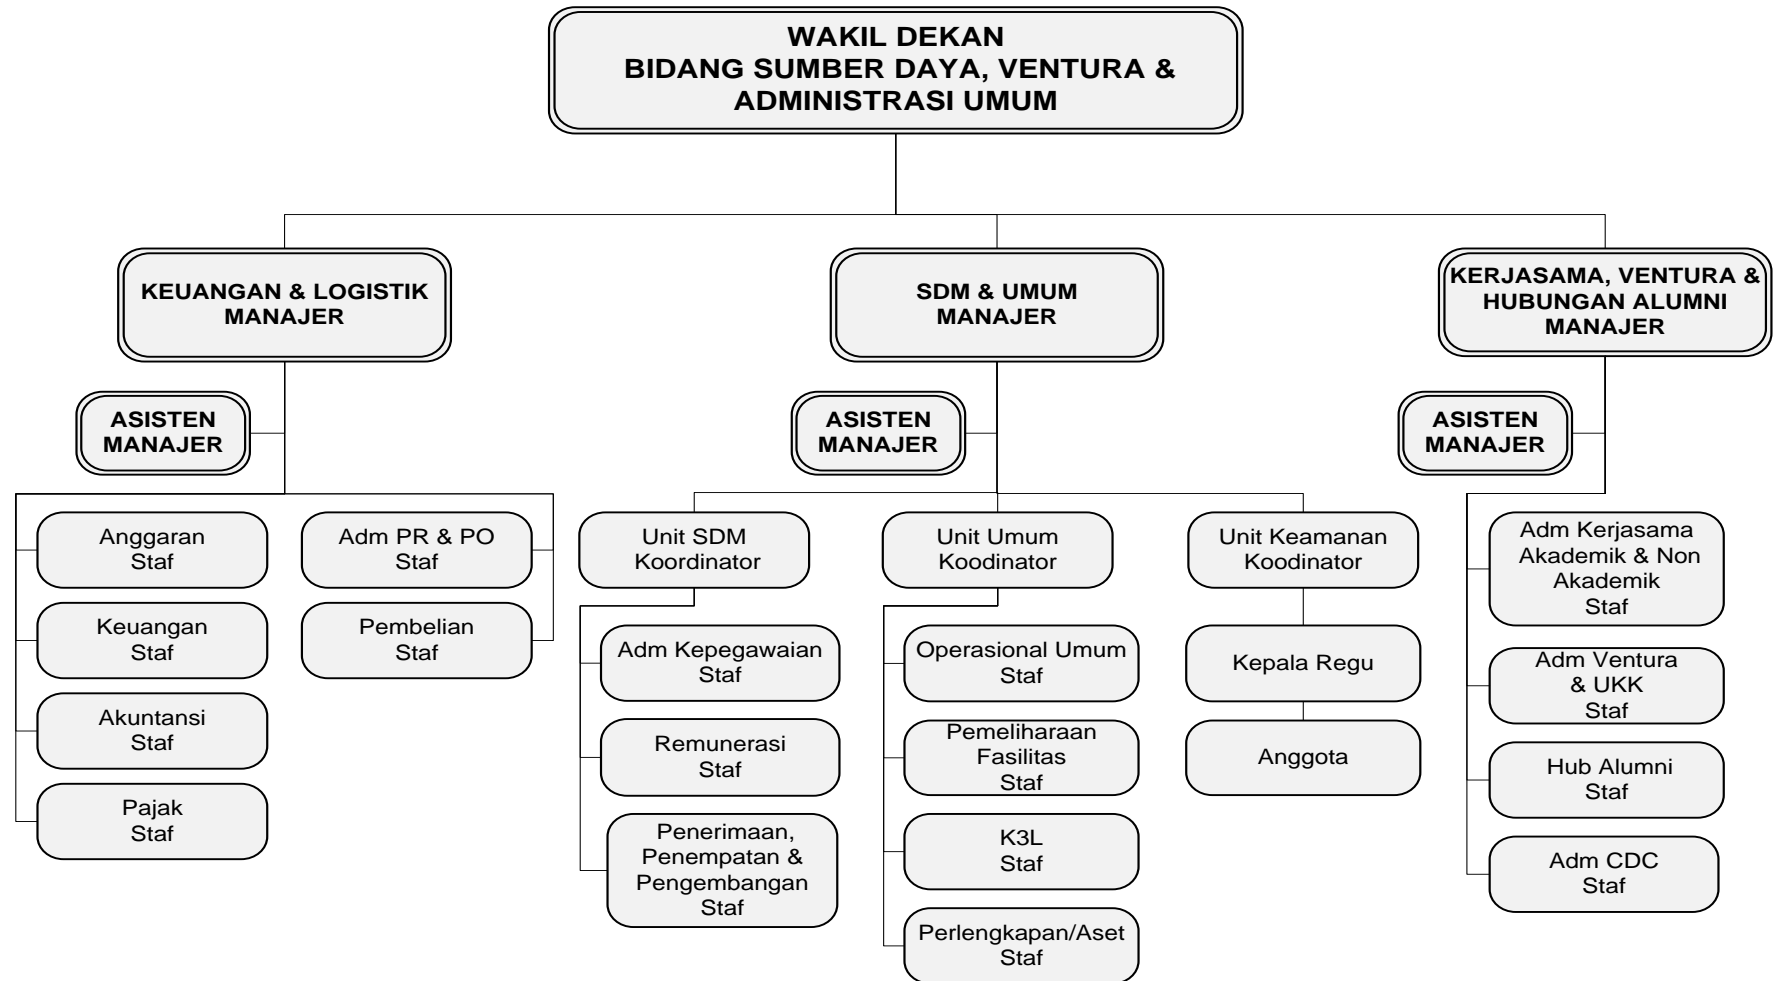 WAKIL DEKAN
BIDANG SUMBER DAYA, VENTURA &
ADMINISTRASI UMUM
KEUANGAN & LOGISTIK
MANAJER
SDM & UMUM
MANAJER
KERJASAMA, VENTURA &
HUBUNGAN ALUMNI
MANAJER
ASISTEN
MANAJER
ASISTEN
MANAJER
ASISTEN
MANAJER
Anggaran
Staf
Keuangan
Staf
Akuntansi
Staf
Pajak
Staf
Adm PR & PO
Staf
Pembelian
Staf
Unit SDM
Koordinator
Adm Kepegawaian
Staf
Remunerasi
Staf
Penerimaan,
Penempatan &
Pengembangan
Staf
Unit Umum
Koodinator
Operasional Umum
Staf
Pemeliharaan
Fasilitas
Staf
K3L
Staf
Perlengkapan/Aset
Staf
Unit Keamanan
Koodinator
Kepala Regu
Anggota
Adm Kerjasama
Akademik & Non
Akademik
Staf
Adm Ventura
& UKK
Staf
Hub Alumni
Staf
Adm CDC
Staf